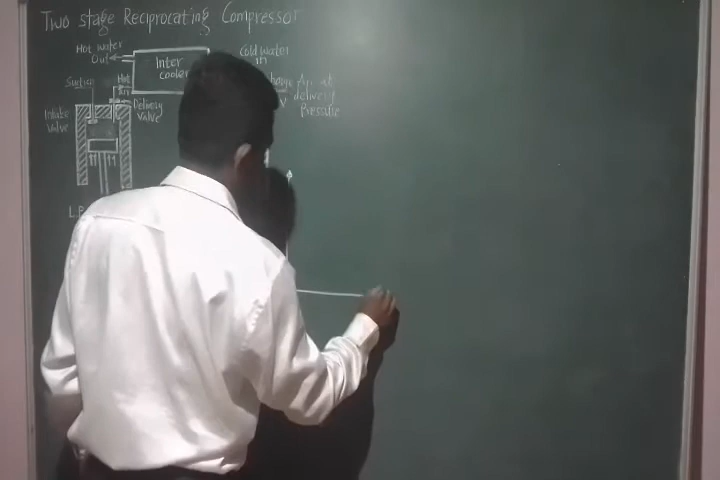 Two stage Reciprocating Compressor
Hot water
Out
Inter
cooler
Cold water
in
Suction
Hot
Air
Air at
delivery
Pressure
Delivery
Valve
Intake
Valve
L.P